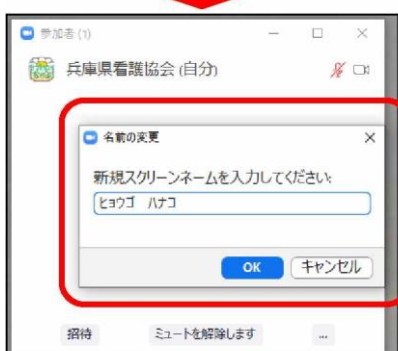 参加者 (1)
兵庫県看護協会 (自分)
名前の変更
新規スクリーンネームを入力してください:
ヒョウゴ ハナコ
OK キャンセル
招待 ミュートを解除します ...